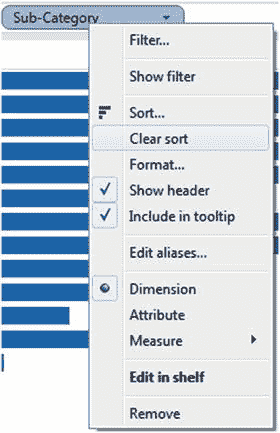 Sub-Category
Filter...
Show filter
Sort...
Clear sort
Format...
Show header
Include in tooltip
Edit aliases...
Dimension
Attribute
Measure
Edit in shelf
Remove